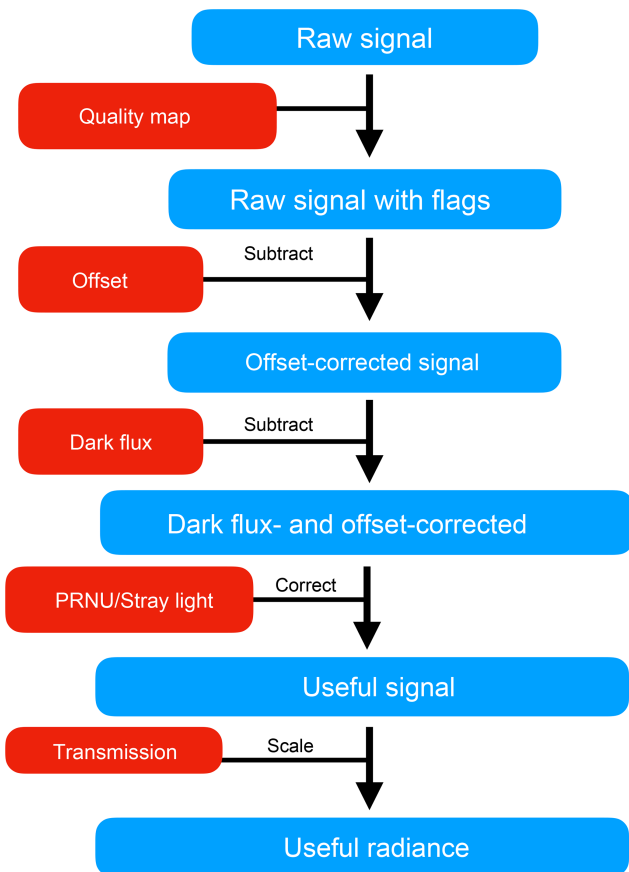 Raw signal
Quality map
Raw signal with flags
Subtract
Offset
Offset-corrected signal
Subtract
Dark flux
Dark flux- and offset-corrected
Correct
PRNU/Stray light
Useful signal
Transmission
Scale
Useful radiance